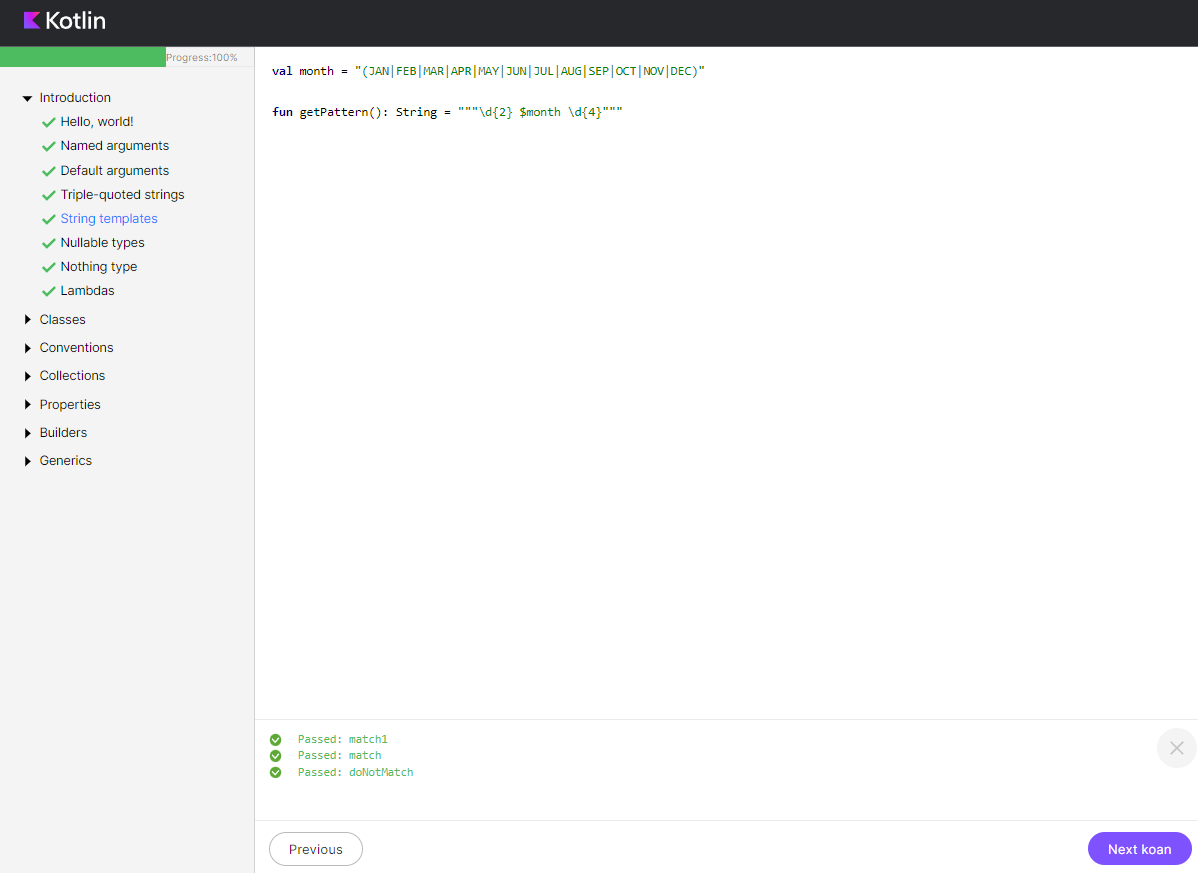 Kotlin
Progress:100%
Introduction
Hello, world!
Named arguments
Default arguments
Triple-quoted strings
String templates
Nullable types
Nothing type
Lambdas
Classes
Conventions
Collections
Properties
Builders
Generics
val month = "(JAN|FEB|MAR|APR|MAY|JUN|JUL|AUG|SEP|OCT|NOV|DEC)"
fun getPattern(): String = """\d{2} $month \d{4}"""
Passed: match1
Passed: match
Passed: doNotMatch
Previous
Next koan